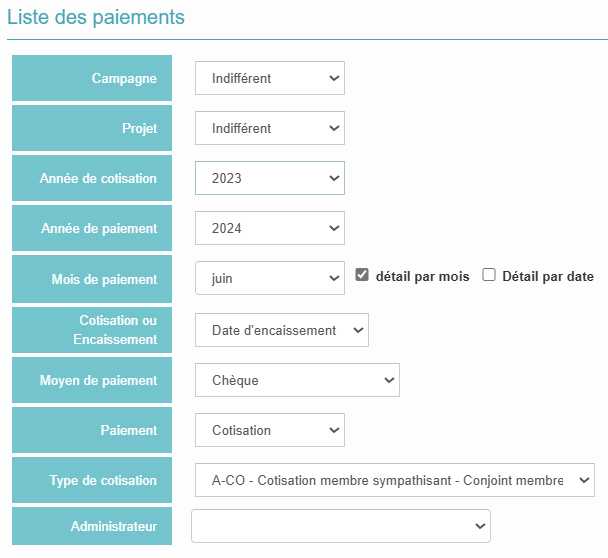 Liste des paiements
Campagne Indifférent
Projet Indifférent
Année de cotisation 2023
Année de paiement 2024
Mois de paiement juin détail par mois Détail par date
Cotisation ou
Encaissement Date d'encaissement
Moyen de paiement Chèque
Paiement Cotisation
Type de cotisation A-CO - Cotisation membre sympathisant - Conjoint membre
Administrateur